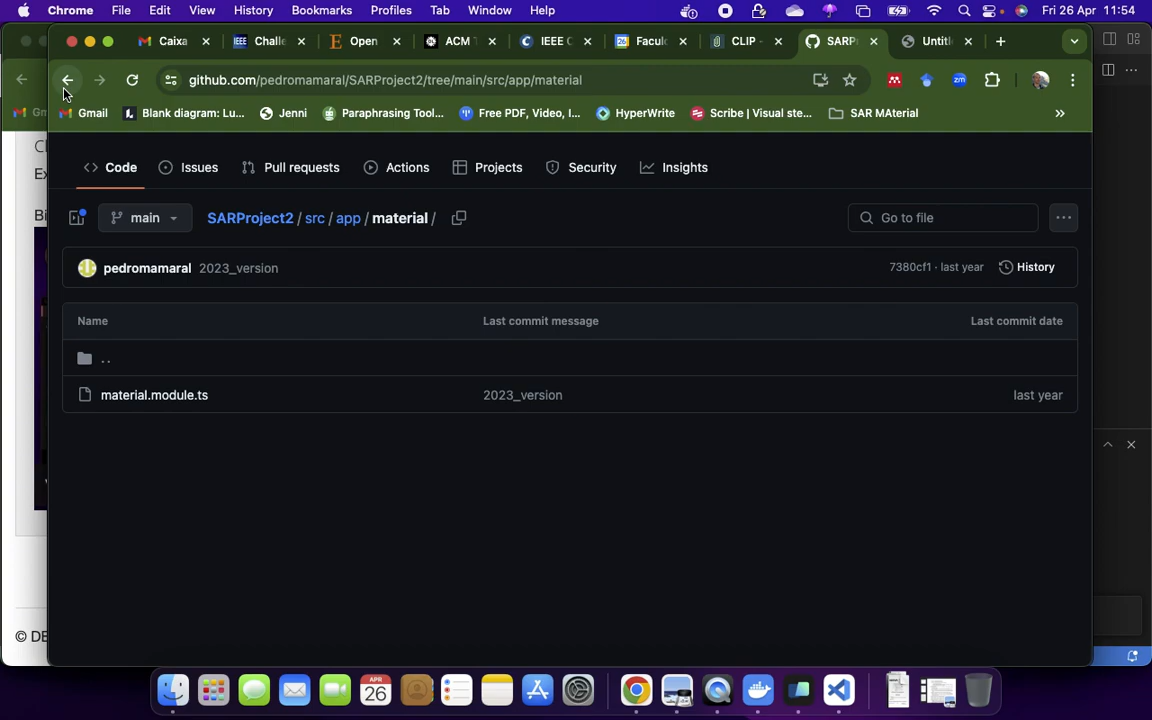 Chrome File Edit View History Bookmarks Profiles Tab Window Help Fri 26 Apr 11:54
Caixa Challe Open ACM T IEEE C Facul CLIP - SARP Untitl
github.com/pedromamaral/SARProject2/tree/main/src/app/material
Gmail Blank diagram: Lu... Jenni Paraphrasing Tool... Free PDF, Video, I... HyperWrite Scribe | Visual ste... SAR MAterial »
Code Issues Pull requests Actions Projects Security Insights
main SARProject2 / src / app / material / Go to file
pedromamaral 2023_version 7380cf1 · last year History
Name Last commit message Last commit date
..
material.module.ts 2023_version last year
© DE
APR
26